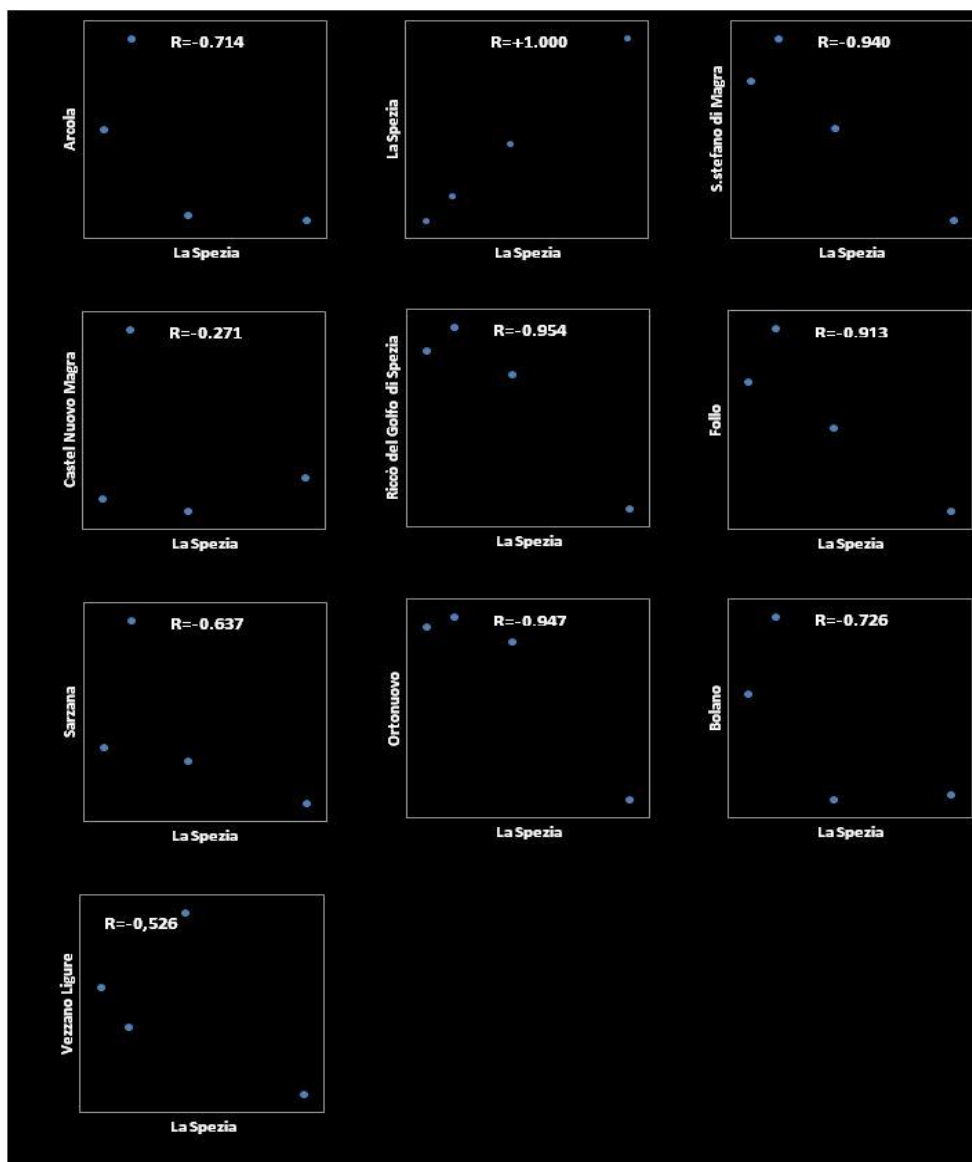 R=-0.714
Arcola
La Spezia
R=+1.000
La Spezia
La Spezia
R=-0.940
S.stefano di Magra
La Spezia
R=-0.271
Castel Nuovo Magra
La Spezia
R=-0.954
Riccò del Golfo di Spezia
La Spezia
R=-0.913
Follo
La Spezia
R=-0.637
Sarzana
La Spezia
R=-0.947
Ortonuovo
La Spezia
R=-0.726
Bolano
La Spezia
R=-0,526
Vezzano Ligure
La Spezia